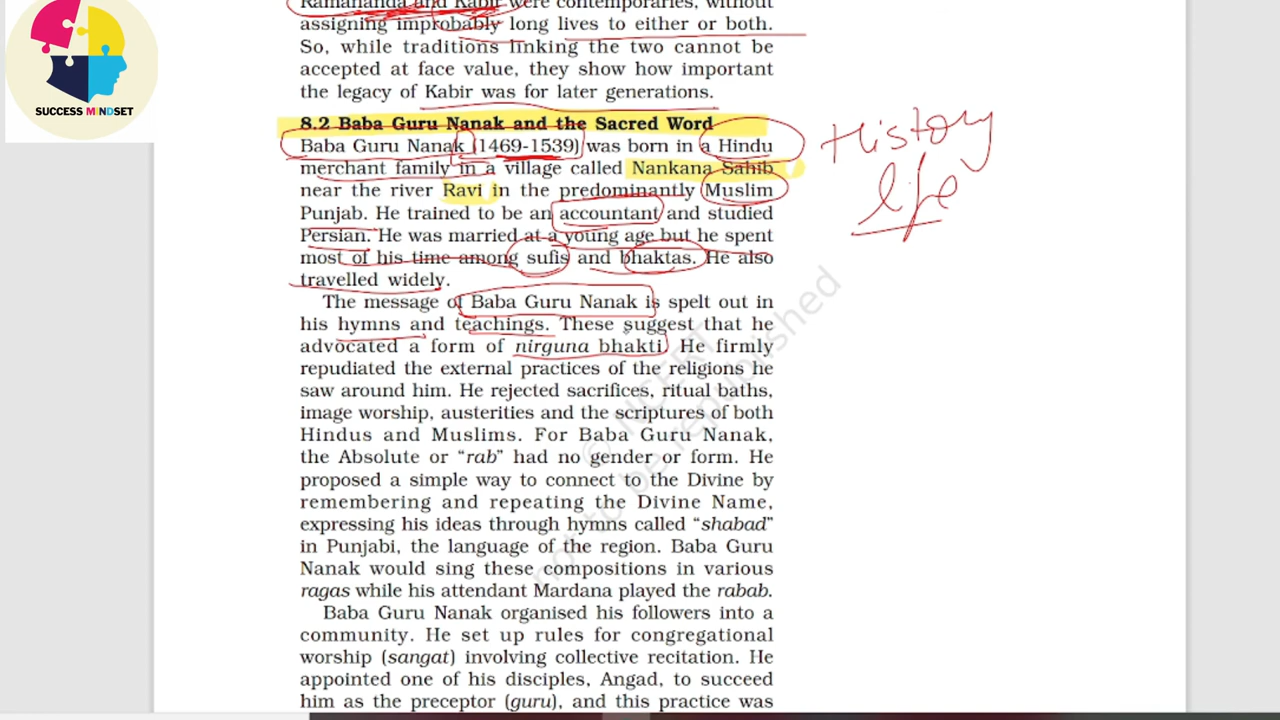 Ramananda and Kabir were contemporaries, without
assigning improbably long lives to either or both.
So, while traditions linking the two cannot be
accepted at face value, they show how important
the legacy of Kabir was for later generations.
SUCCESS MINDSET
8.2 Baba Guru Nanak and the Sacred Word
Baba Guru Nanak (1469-1539) was born in a Hindu
merchant family in a village called Nankana Sahib
near the river Ravi in the predominantly Muslim
Punjab. He trained to be an accountant and studied
Persian. He was married at a young age but he spent
most of his time among sufis and bhaktas. He also
travelled widely.
History
life
The message of Baba Guru Nanak is spelt out in
his hymns and teachings. These suggest that he
advocated a form of nirguna bhakti. He firmly
repudiated the external practices of the religions he
saw around him. He rejected sacrifices, ritual baths,
image worship, austerities and the scriptures of both
Hindus and Muslims. For Baba Guru Nanak,
the Absolute or “rab” had no gender or form. He
proposed a simple way to connect to the Divine by
remembering and repeating the Divine Name,
expressing his ideas through hymns called “shabad”
in Punjabi, the language of the region. Baba Guru
Nanak would sing these compositions in various
ragas while his attendant Mardana played the rabab.
Baba Guru Nanak organised his followers into a
community. He set up rules for congregational
worship (sangat) involving collective recitation. He
appointed one of his disciples, Angad, to succeed
him as the preceptor (guru), and this practice was
© NCERT
not to be republished